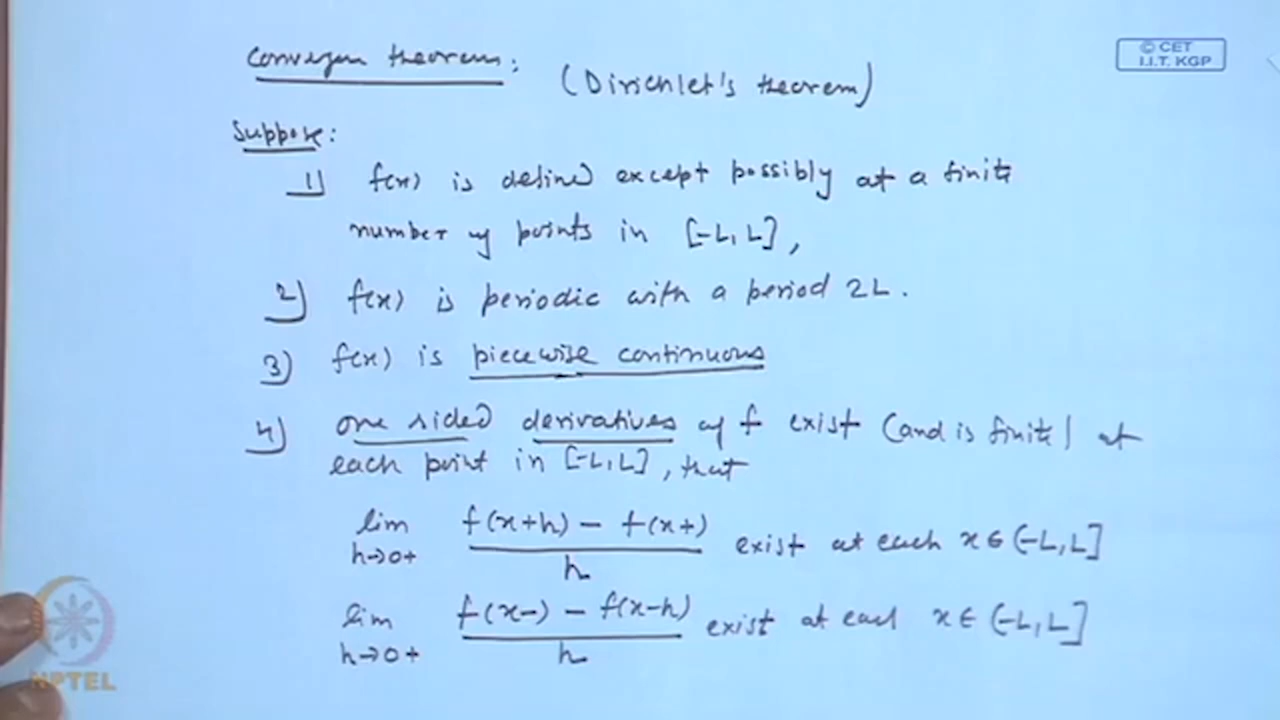 © CET
I.I.T. KGP
Convergen theorem: (Dirichlet's theorem)
Suppose:
1) f(x) is defined except possibly at a finite
number of points in [-L, L],
2) f(x) is periodic with a period 2L.
3) f(x) is piecewise continuous
4) one sided derivatives of f exist (and is finite) at
each point in [-L, L], that
lim h→0+ f(x+h) - f(x+) / h exist at each x∈(-L, L]
lim h→0+ f(x-) - f(x-h) / h exist at each x∈(-L, L]
NPTEL